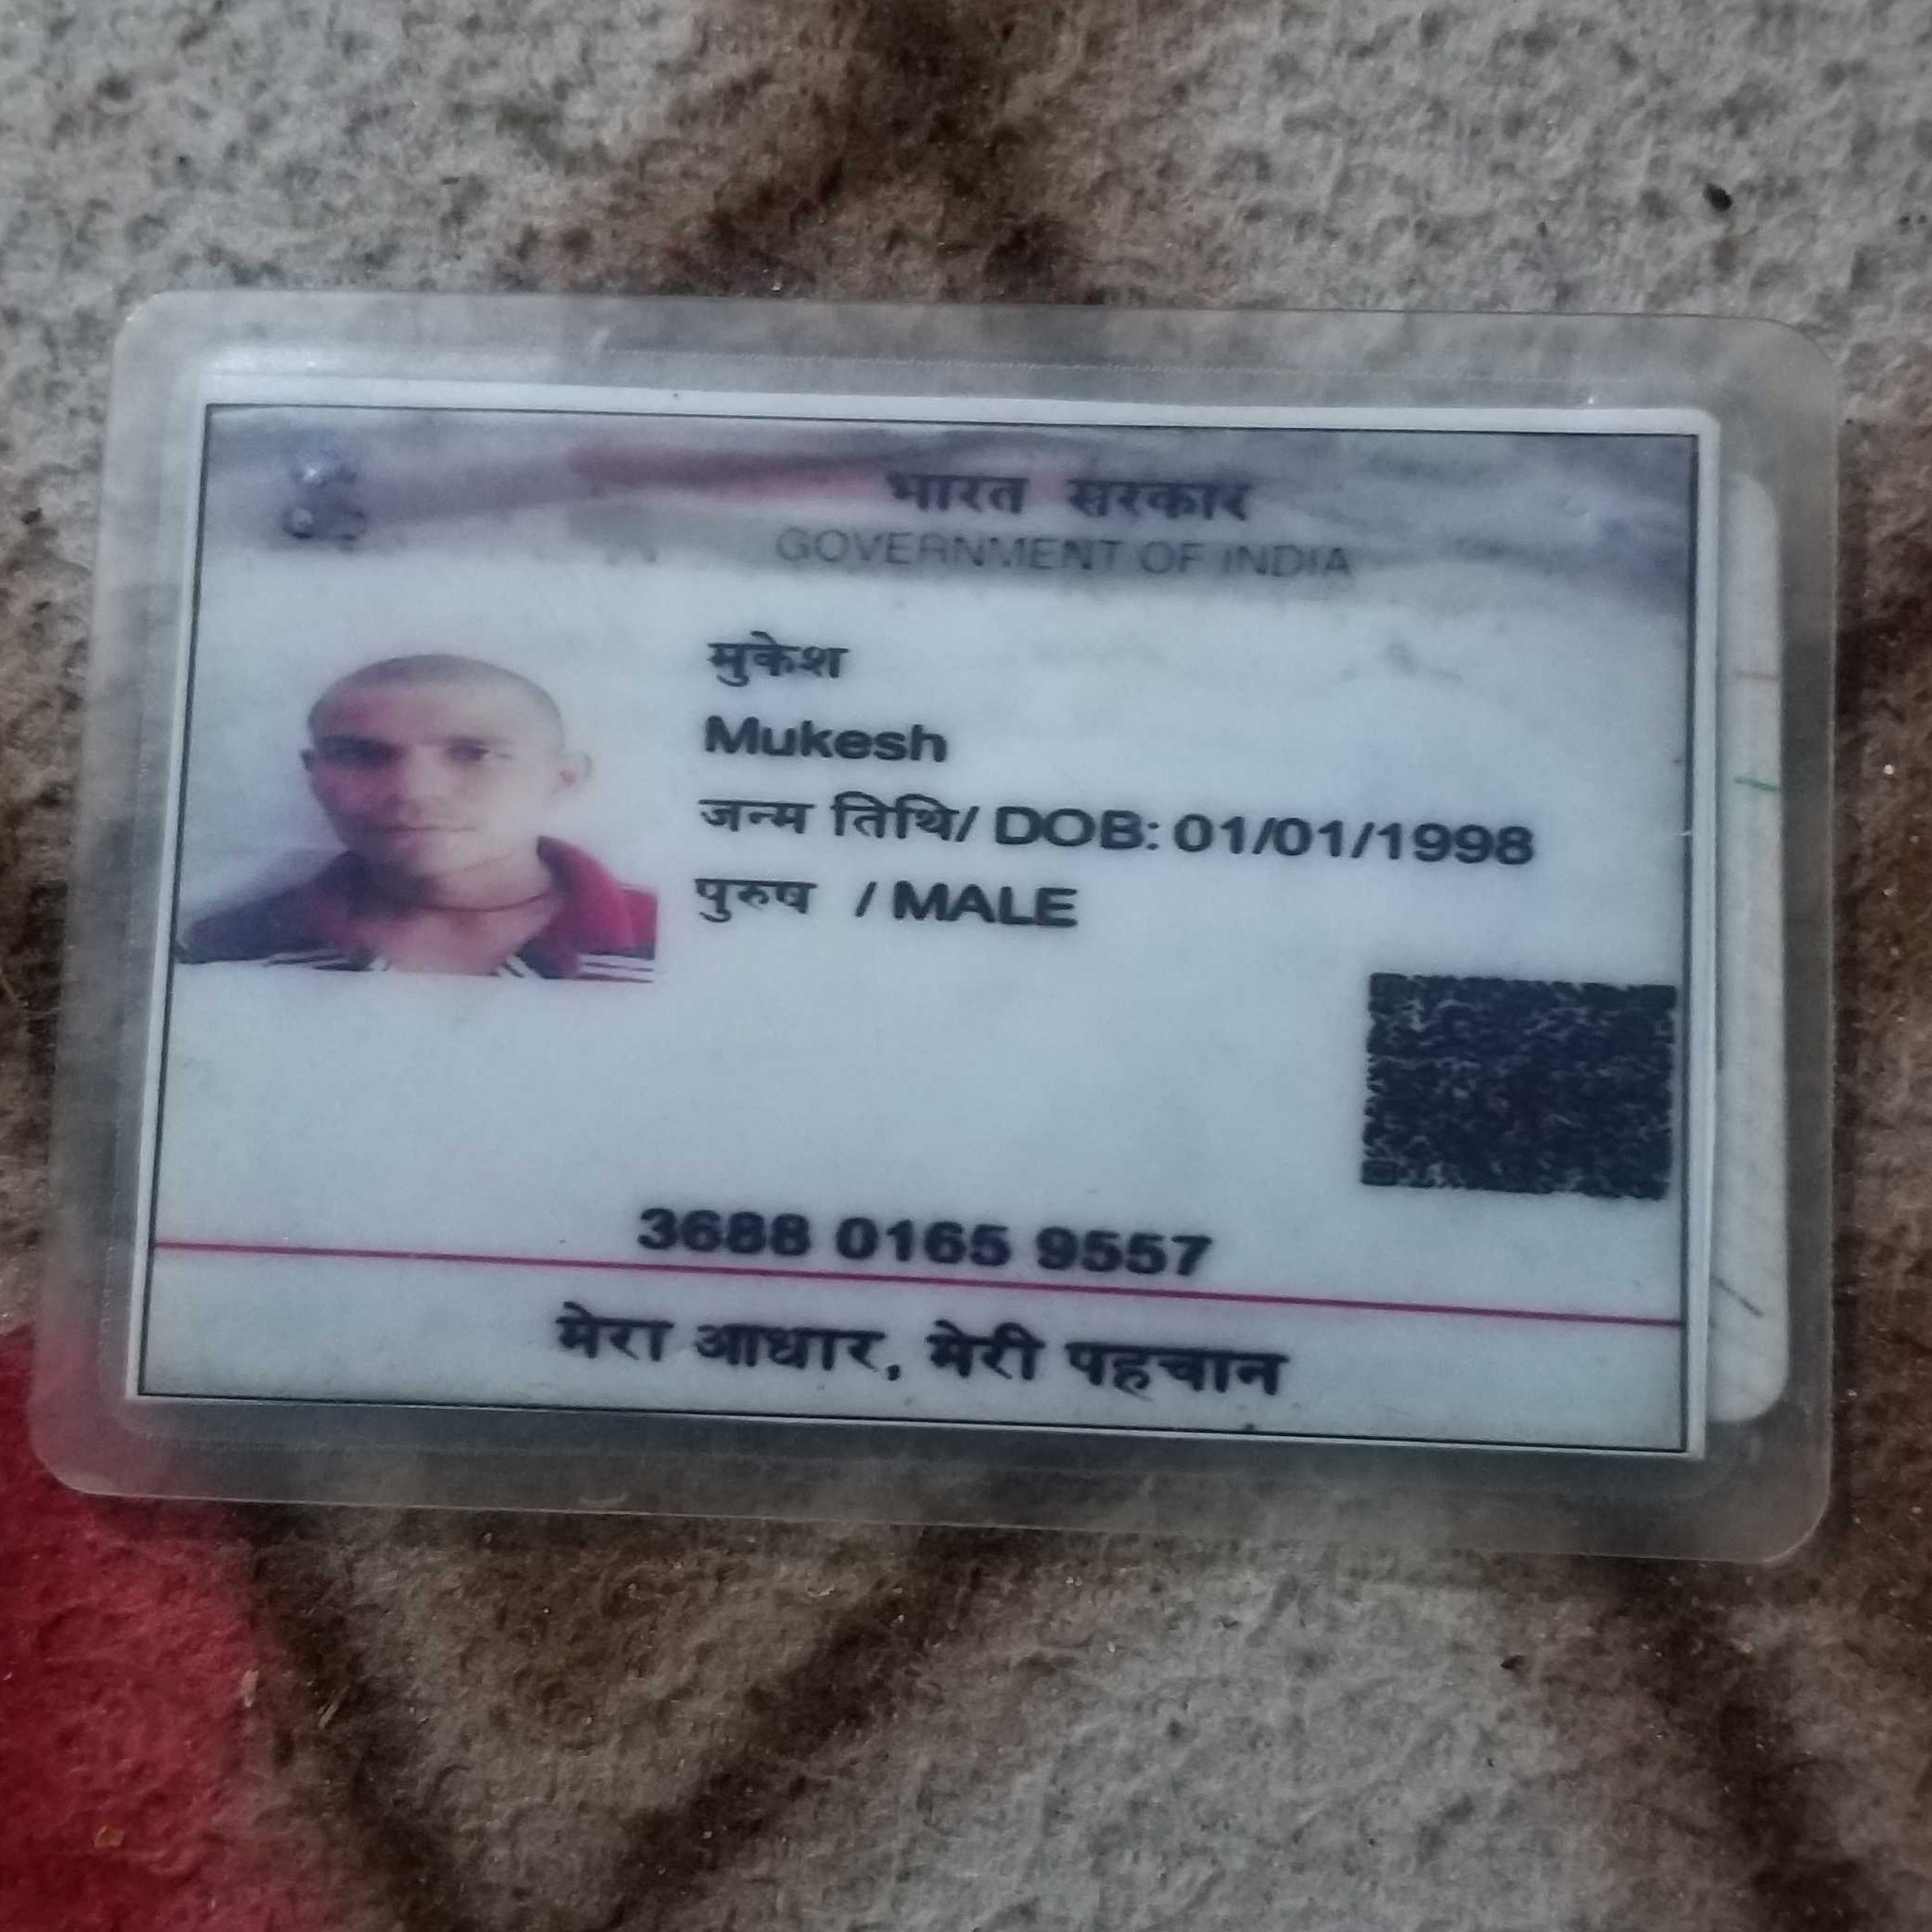 भारत सरकार
GOVERNMENT OF INDIA
मुकेश
Mukesh
जन्म तिथि/ DOB: 01/01/1998
पुरुष / MALE
3688 0165 9557
मेरा आधार, मेरी पहचान